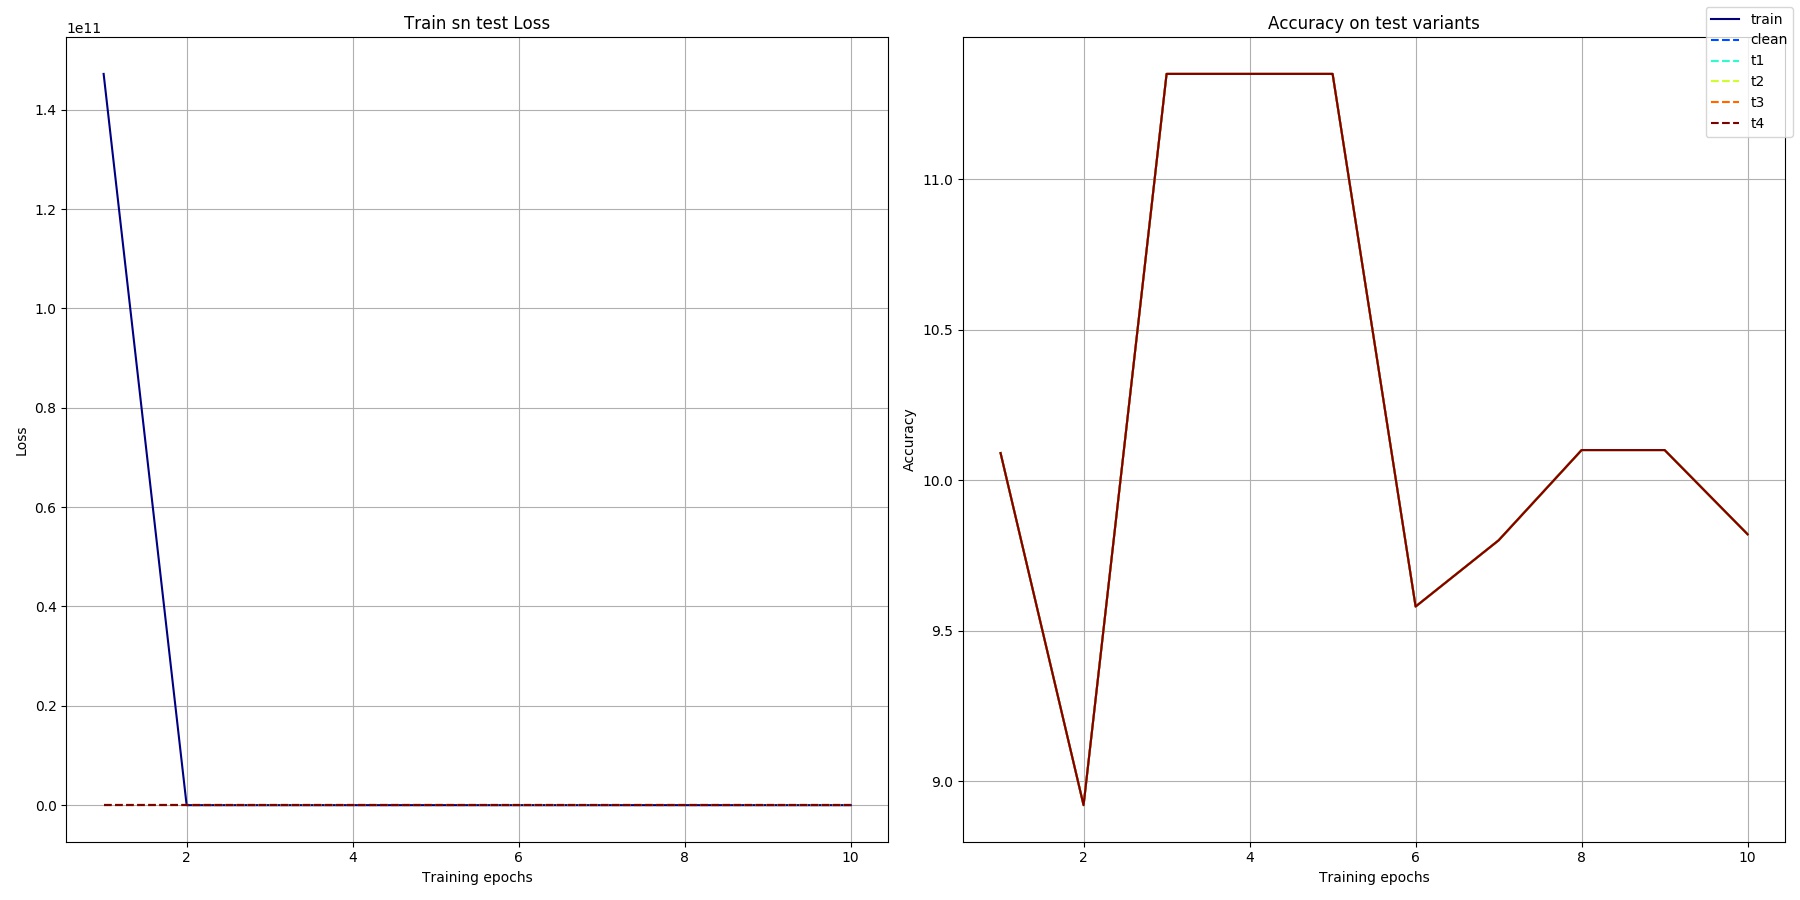 Train sn test Loss
1e11
1.4
1.2
1.0
0.8
0.6
0.4
0.2
0.0
Loss
2 4 6 8 10
Training epochs
Accuracy on test variants
11.0
10.5
10.0
9.5
9.0
Accuracy
2 4 6 8 10
Training epochs
train
clean
t1
t2
t3
t4